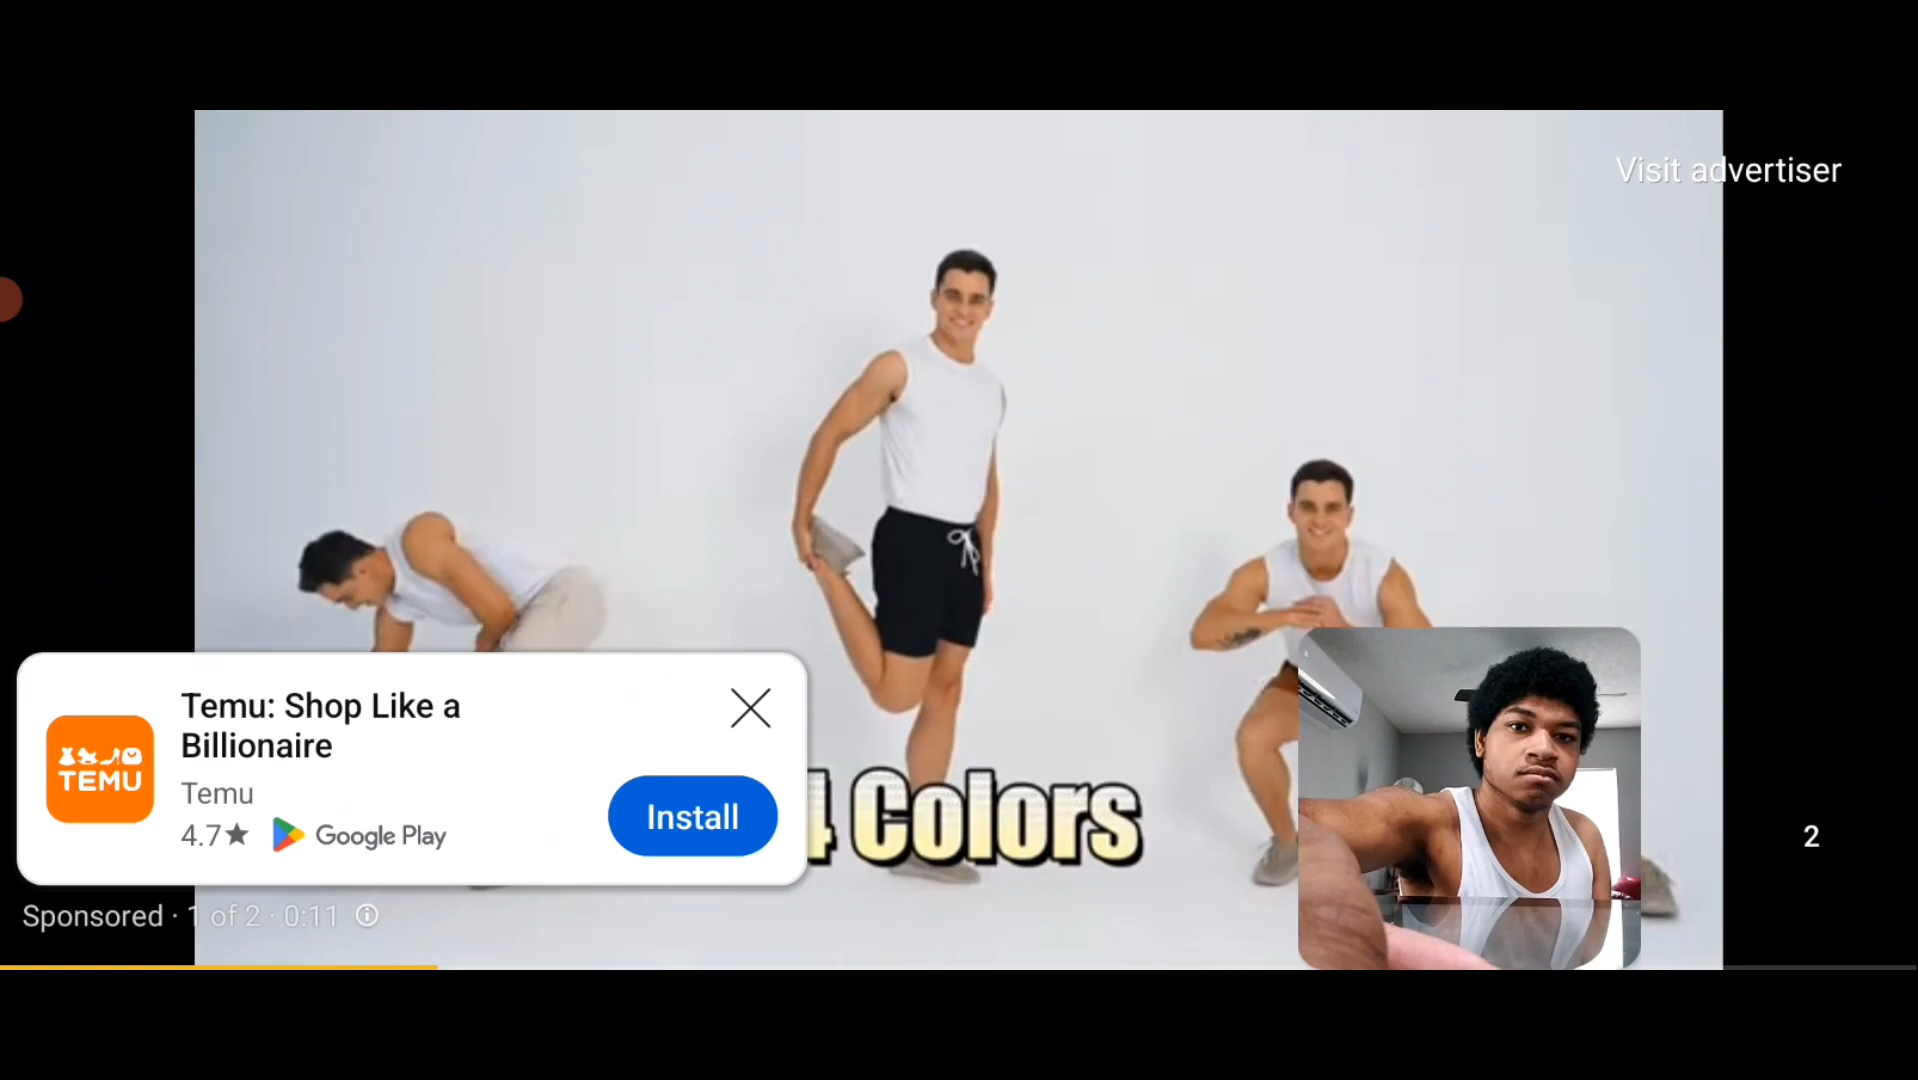 Visit advertiser
Temu: Shop Like a
Billionaire
TEMU
Temu
4.7★ Google Play
Install
4 Colors
2
Sponsored · 1 of 2 · 0:11